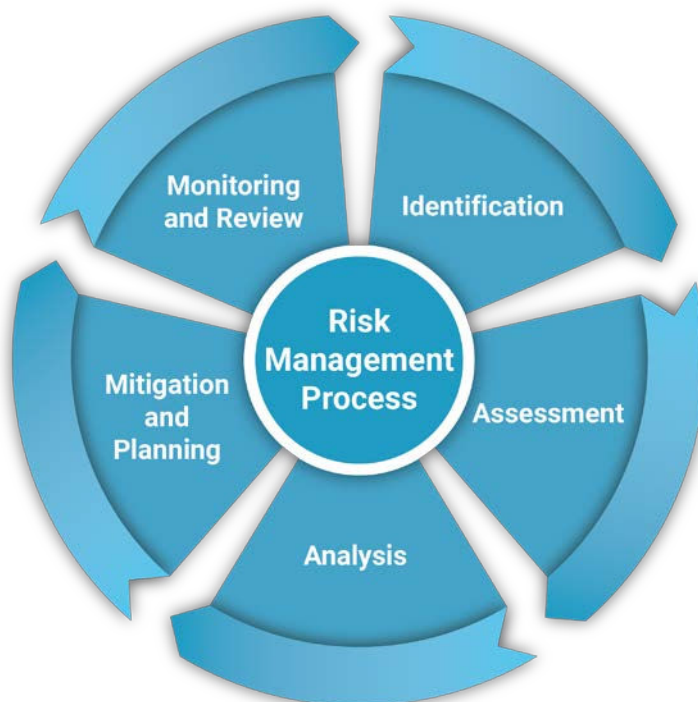 Risk
Management
Process
Identification
Assessment
Analysis
Mitigation
and
Planning
Monitoring
and Review